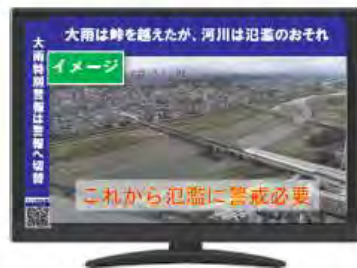 大雨は峠を越えたが、河川は氾濫のおそれ
大雨特別警報は警報へ切替
イメージ
これから氾濫に警戒必要